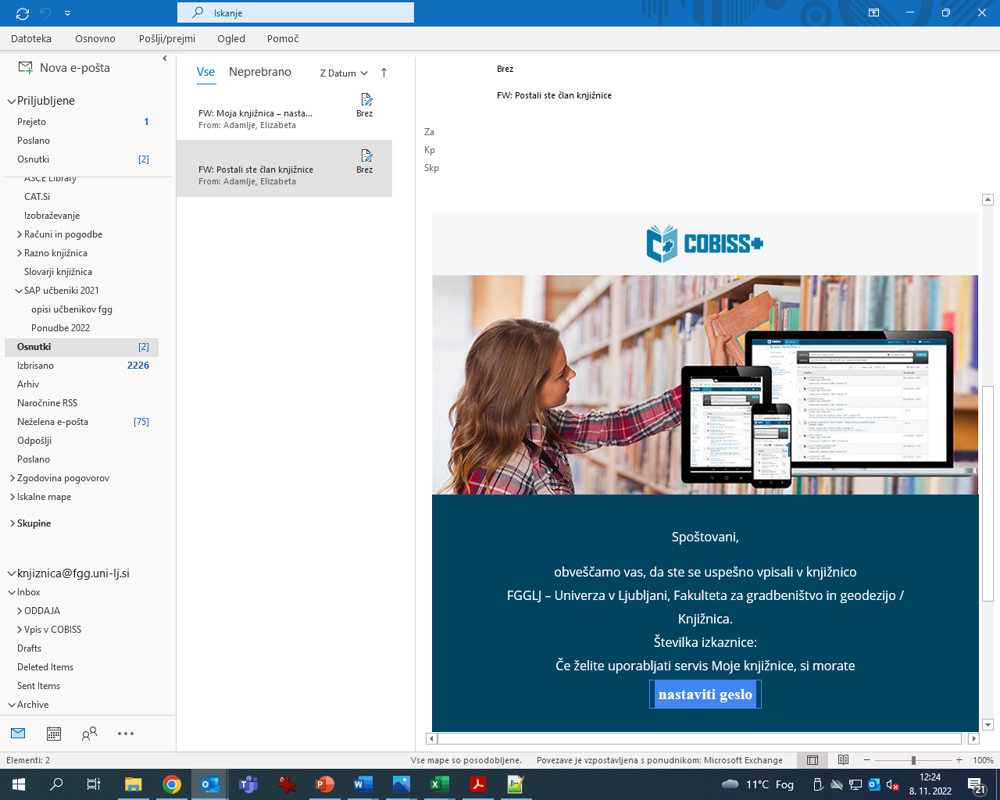 Iskanje
Datoteka
Osnovno
Pošlji/prejmi
Ogled
Pomoč
Nova e-pošta
Priljubljene
Prejeto 1
Poslano
Osnutki [2]
ASCE Library
CAT.Si
Izobraževanje
Računi in pogodbe
Razno knjižnica
Slovarji knjižnica
SAP učbeniki 2021
opisi učbenikov fgg
Ponudbe 2022
Osnutki [2]
Izbrisano 2226
Arhiv
Naročnine RSS
Neželena e-pošta [75]
Odpošlji
Poslano
Zgodovina pogovorov
Iskalne mape
Skupine
knjiznica@fgg.uni-lj.si
Inbox
ODDAJA
Vpis v COBISS
Drafts
Deleted Items
Sent Items
Archive
Vse Neprebrano Z Datum
FW: Moja knjižnica – nasta... Brez
From: Adamlje, Elizabeta
FW: Postali ste član knjižnice Brez
From: Adamlje, Elizabeta
Brez
FW: Postali ste član knjižnice
Za
Kp
Skp
COBISS+
Spoštovani,
obveščamo vas, da ste se uspešno vpisali v knjižnico
FGGLJ – Univerza v Ljubljani, Fakulteta za gradbeništvo in geodezijo /
Knjižnica.
Številka izkaznice:
Če želite uporabljati servis Moje knjižnice, si morate
nastaviti geslo
Elementi: 2
Vse mape so posodobljene.
Povezave je vzpostavljena s ponudnikom: Microsoft Exchange
100%
11°C Fog
12:24
8. 11. 2022
21